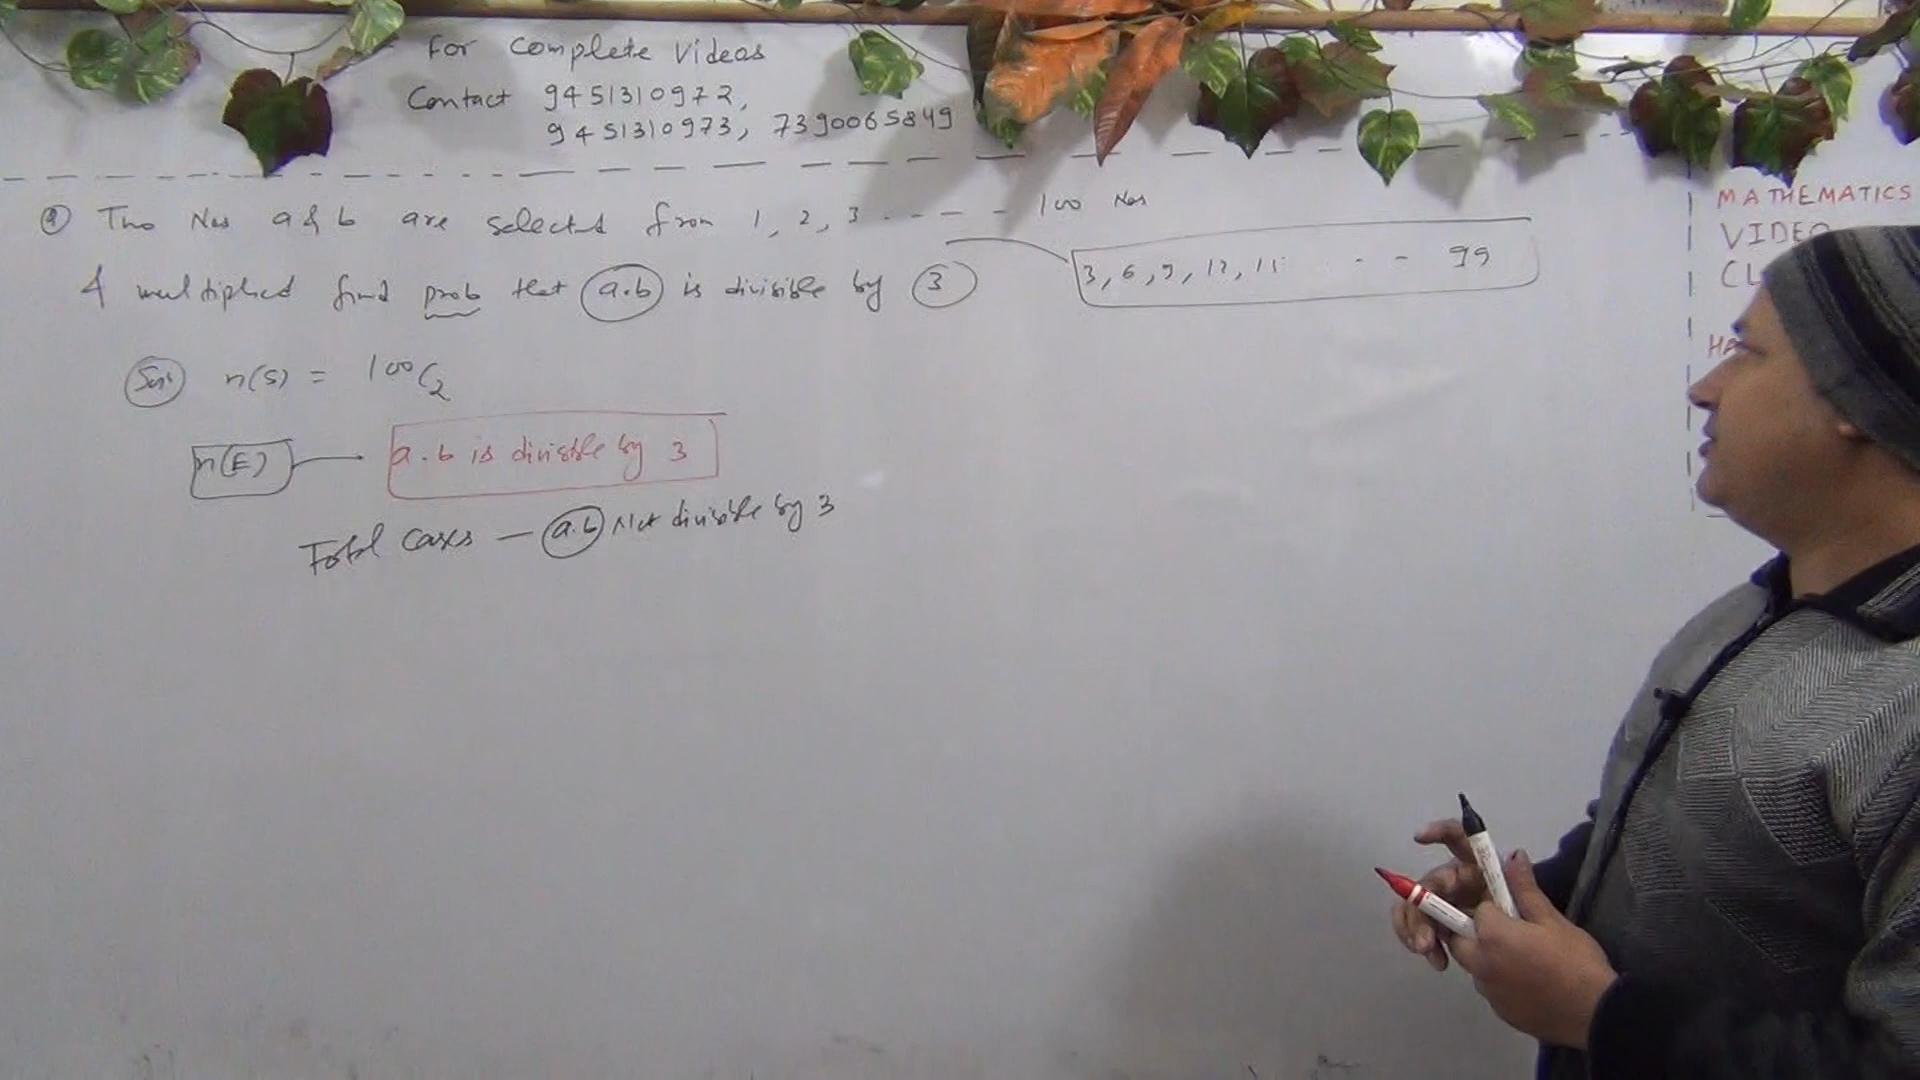 For Complete Videos
Contact 9451310972,
9451310973, 7390065849
Q Two Nos a & b are selected from 1, 2, 3 - - - - 100 Nos
& multiplied find prob that a.b is divisible by 3
3, 6, 9, 12, 15 - - - 99
Soln n(S) = 100C2
n(E) — a.b is divisible by 3
Total Cases — a.b Not divisible by 3
MATHEMATICS
VIDEO